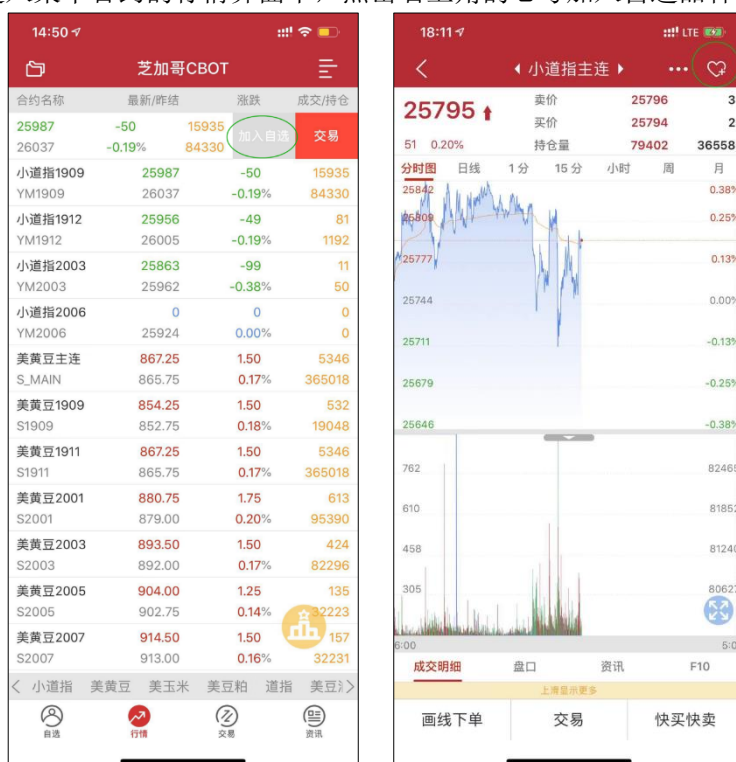 14:50
芝加哥CBOT
合约名称 最新/昨结 涨跌 成交/持仓
25987 -50 15935 加入自选 交易
26037 -0.19% 84330
小道指1909 25987 -50 15935
YM1909 26037 -0.19% 84330
小道指1912 25956 -49 81
YM1912 26005 -0.19% 1192
小道指2003 25863 -99 11
YM2003 25962 -0.38% 50
小道指2006 0 0 0
YM2006 25924 0.00% 0
美黄豆主连 867.25 1.50 5346
S_MAIN 865.75 0.17% 365018
美黄豆1909 854.25 1.50 532
S1909 852.75 0.18% 19048
美黄豆1911 867.25 1.50 5346
S1911 865.75 0.17% 365018
美黄豆2001 880.75 1.75 613
S2001 879.00 0.20% 95390
美黄豆2003 893.50 1.50 424
S2003 892.00 0.17% 82296
美黄豆2005 904.00 1.25 135
S2005 902.75 0.14% 32223
美黄豆2007 914.50 1.50 157
S2007 913.00 0.16% 32231
小道指 美黄豆 美玉米 美豆粕 道指
自选 行情 交易 资讯
18:11 LTE
小道指主连
25795 卖价 25796 3
买价 25794 2
51 0.20% 持仓量 79402 36558
分时图 日线 1分 15分 小时 周 月
25842 0.38%
25809 0.25%
25777 0.13%
25744 0.00%
25711 -0.13%
25679 -0.25%
25646 -0.38%
762 82465
610 81852
458 81240
305 80627
6:00 5:0
成交明细 盘口 资讯 F10
上滑显示更多
画线下单 交易 快买快卖